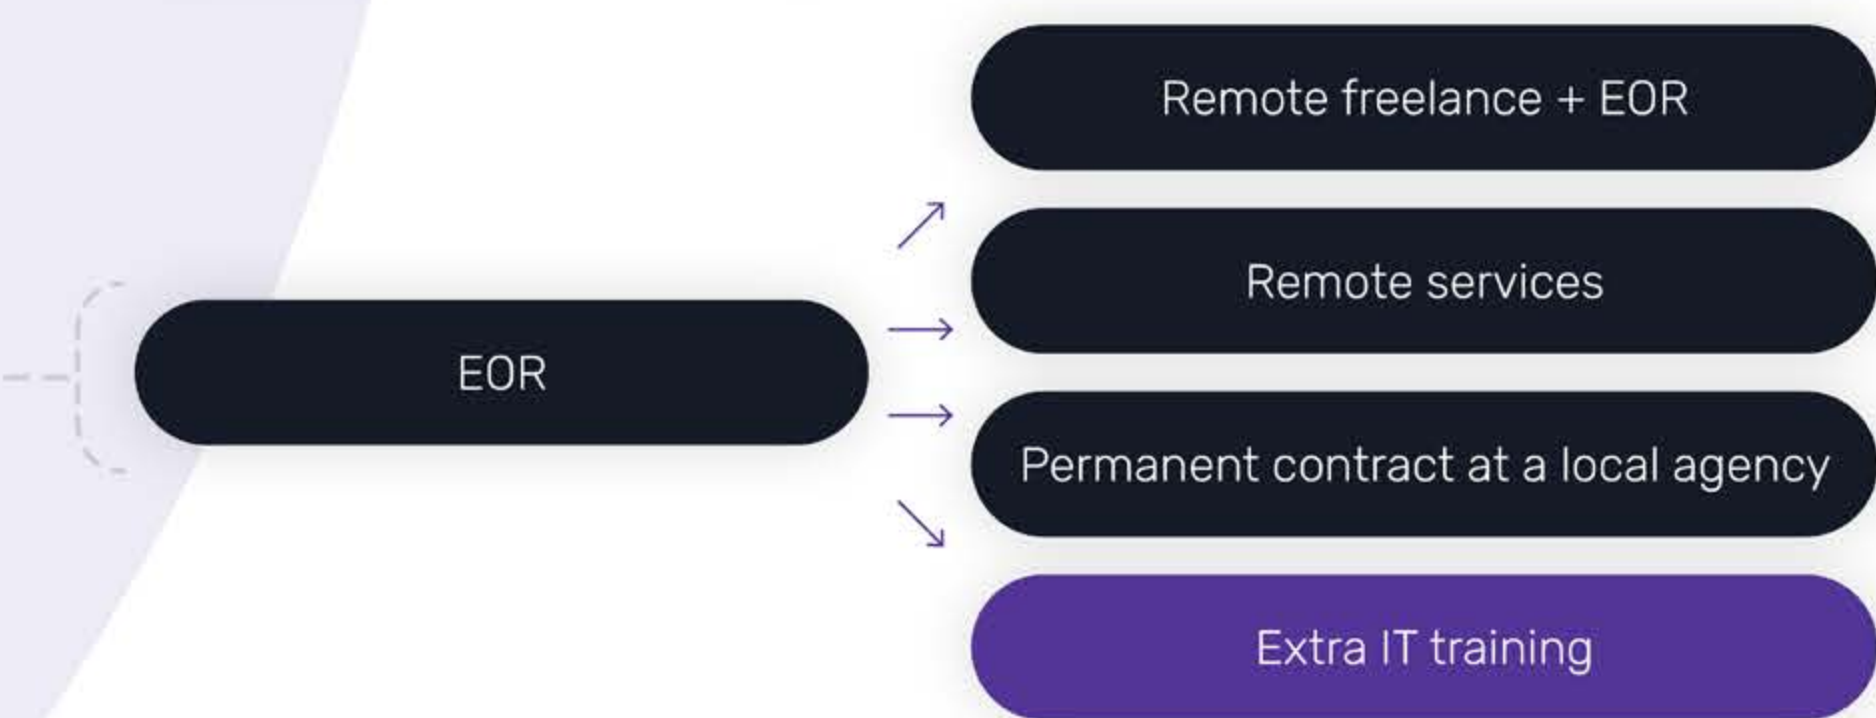 Remote freelance + EOR
Remote services
EOR
Permanent contract at a local agency
Extra IT training